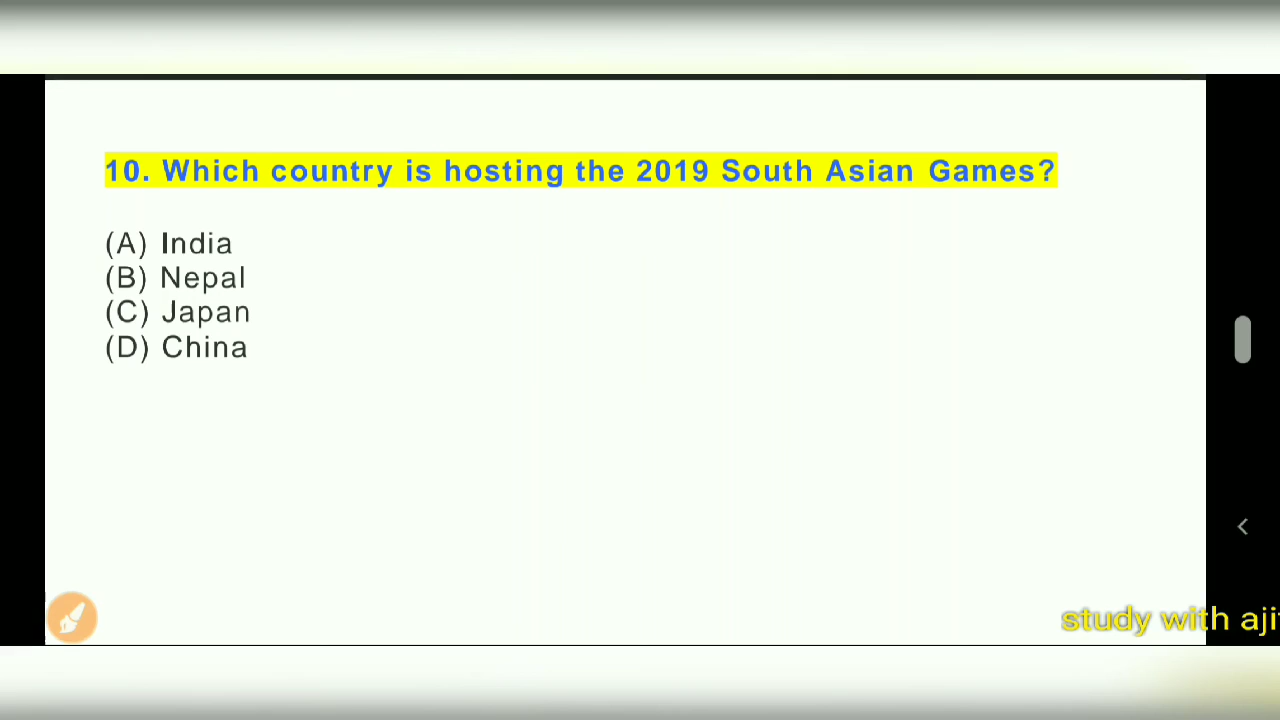 10. Which country is hosting the 2019 South Asian Games?
(A) India
(B) Nepal
(C) Japan
(D) China
study with aji